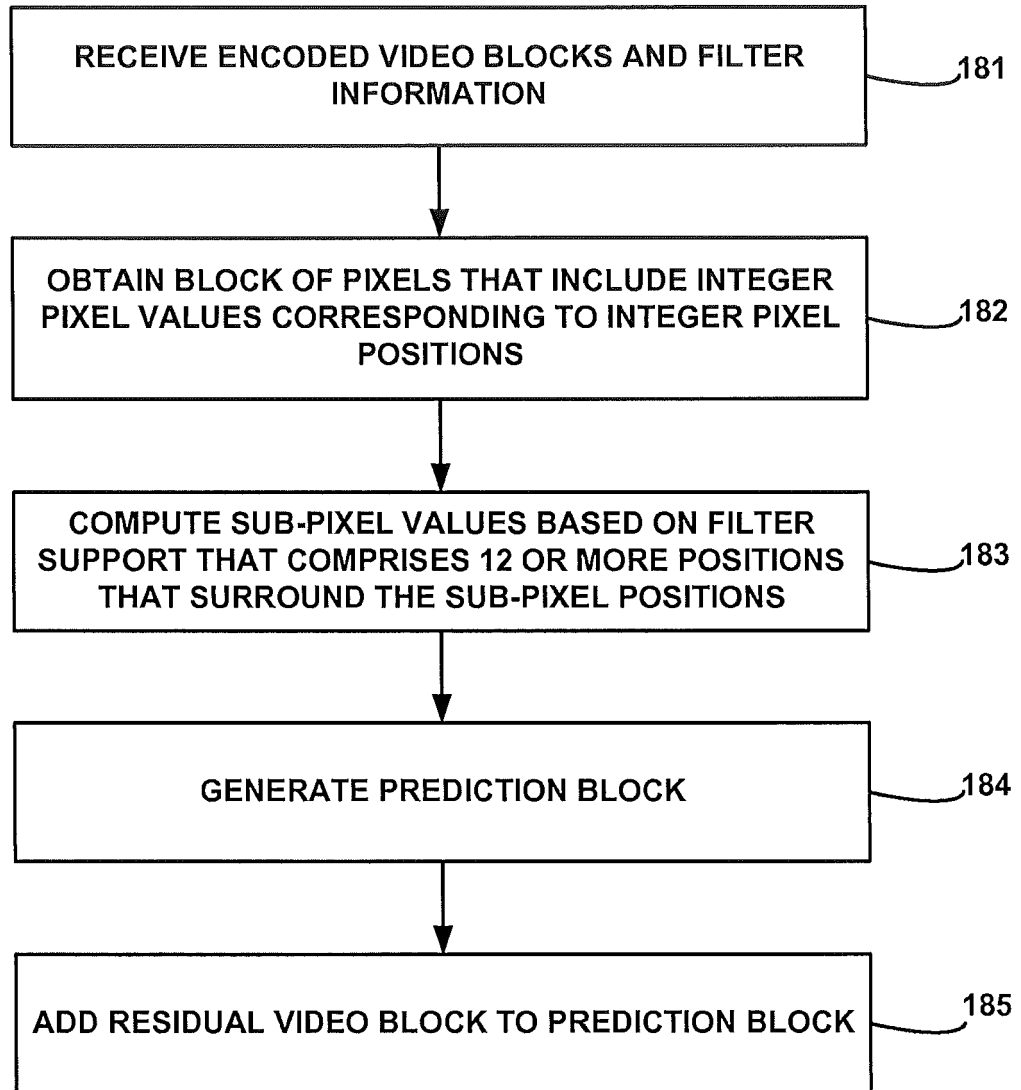 RECEIVE ENCODED VIDEO BLOCKS AND FILTER
INFORMATION
181
OBTAIN BLOCK OF PIXELS THAT INCLUDE INTEGER
PIXEL VALUES CORRESPONDING TO INTEGER PIXEL
POSITIONS
182
COMPUTE SUB-PIXEL VALUES BASED ON FILTER
SUPPORT THAT COMPRISES 12 OR MORE POSITIONS
THAT SURROUND THE SUB-PIXEL POSITIONS
183
GENERATE PREDICTION BLOCK
184
ADD RESIDUAL VIDEO BLOCK TO PREDICTION BLOCK
185